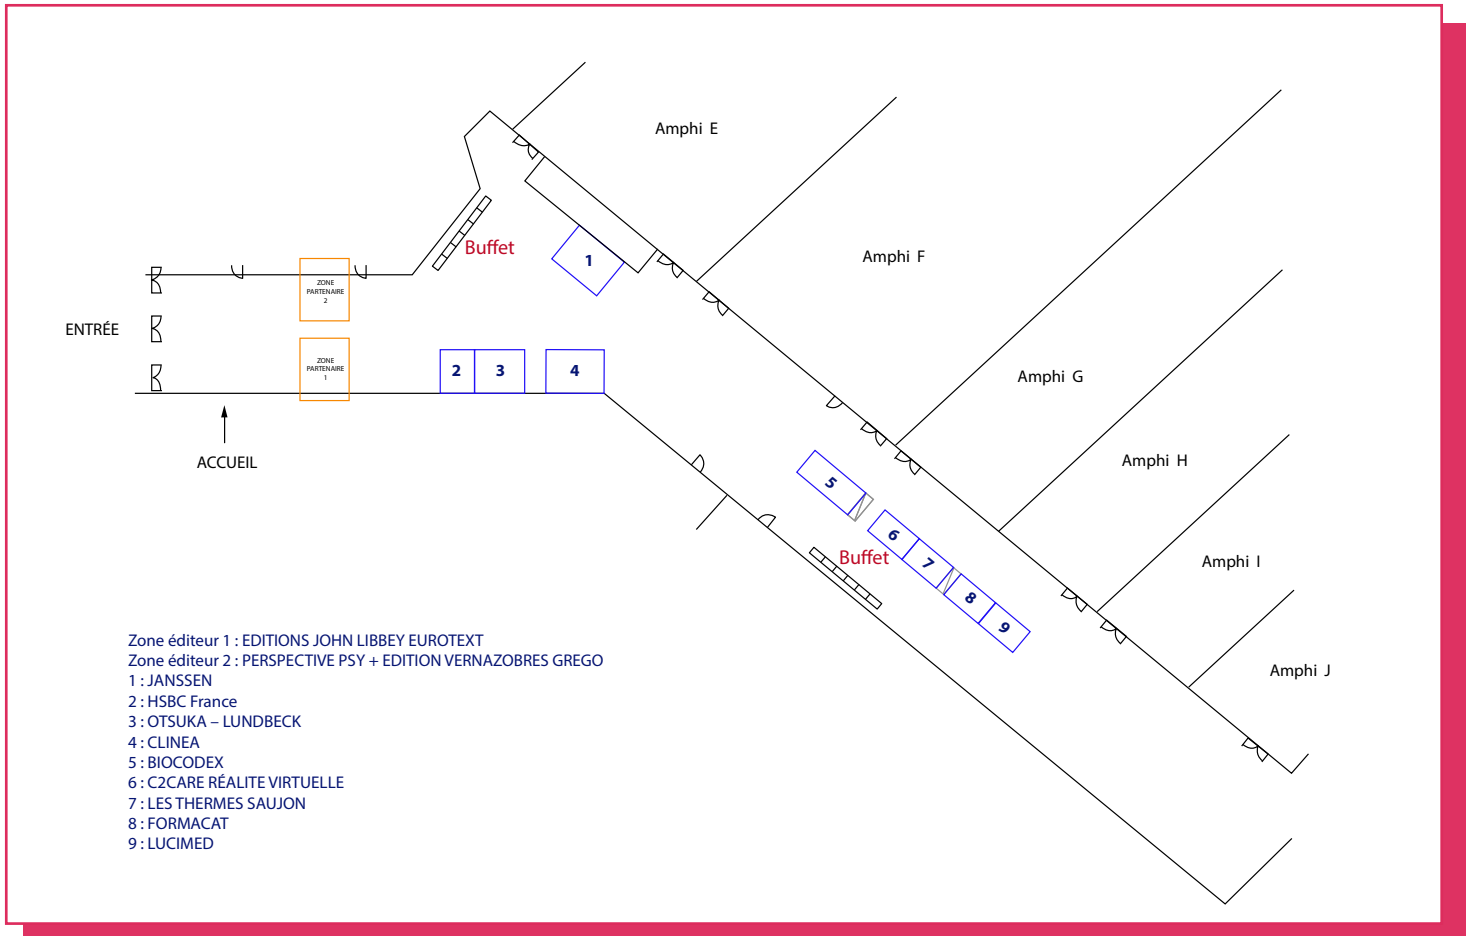 Amphi E
Buffet
1
Amphi F
ZONE
PARTENAIRE
2
ENTRÉE
ZONE
PARTENAIRE
1
2
3
4
Amphi G
ACCUEIL
Amphi H
5
6
Buffet
7
8
9
Amphi I
Amphi J
Zone éditeur 1 : EDITIONS JOHN LIBBEY EUROTEXT
Zone éditeur 2 : PERSPECTIVE PSY + EDITION VERNAZOBRES GREGO
1 : JANSSEN
2 : HSBC France
3 : OTSUKA – LUNDBECK
4 : CLINEA
5 : BIOCODEX
6 : C2CARE RÉALITE VIRTUELLE
7 : LES THERMES SAUJON
8 : FORMACAT
9 : LUCIMED